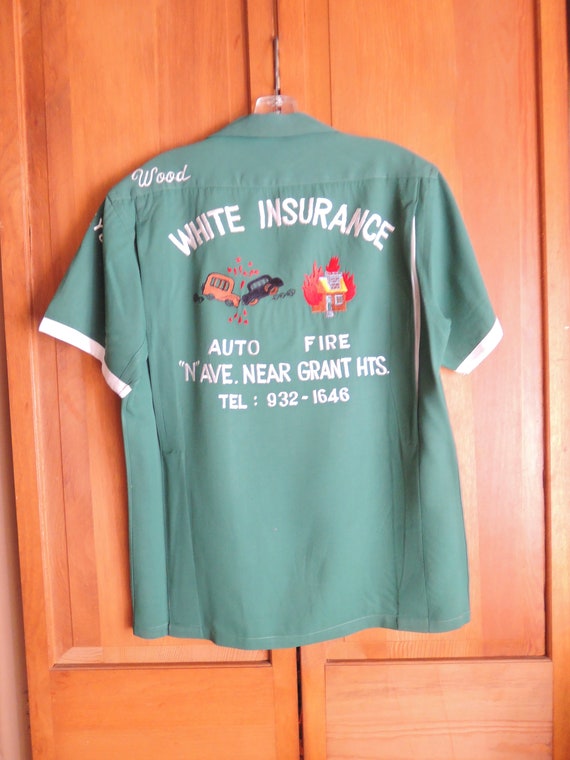 Wood
WHITE INSURANCE
AUTO FIRE
"N" AVE. NEAR GRANT HTS.
TEL : 932-1646